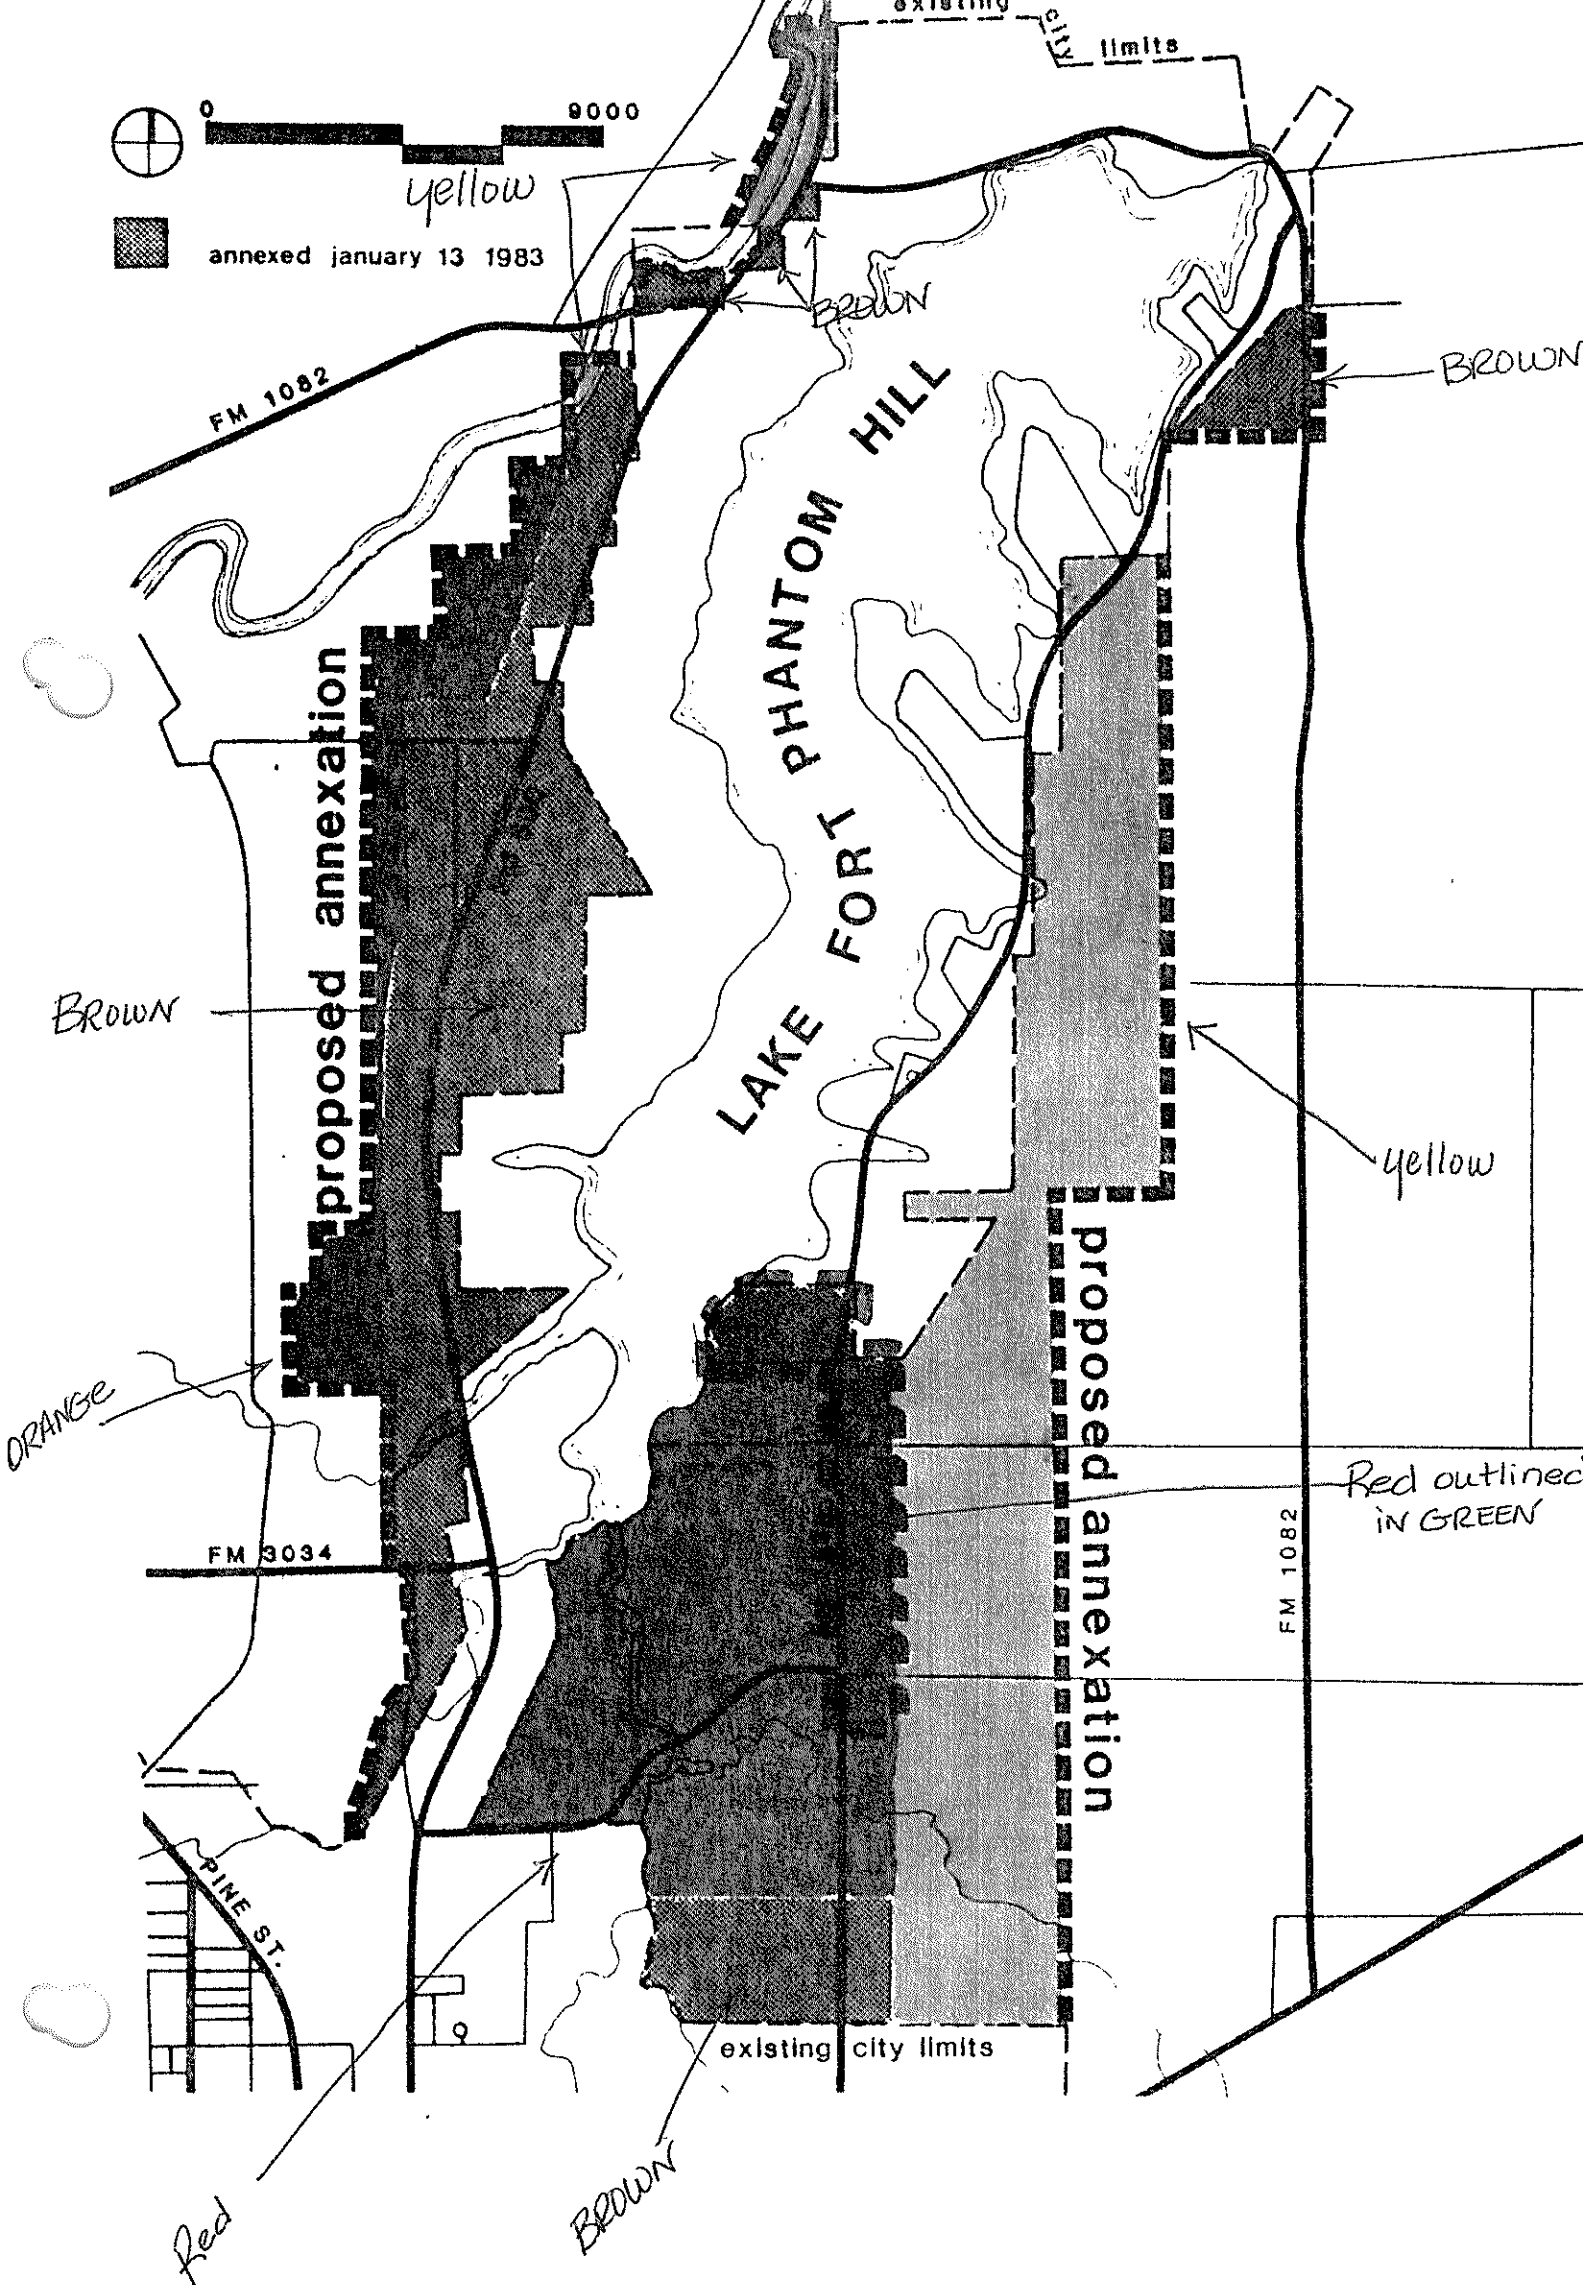 existing
city limits
0 9000
yellow
annexed january 13 1983
BROWN
BROWN
FM 1082
LAKE FORT PHANTOM HILL
proposed annexation
BROWN
yellow
proposed annexation
ORANGE
Red outlined
IN GREEN
FM 3034
FM 1082
PINE ST.
existing city limits
Red
BROWN